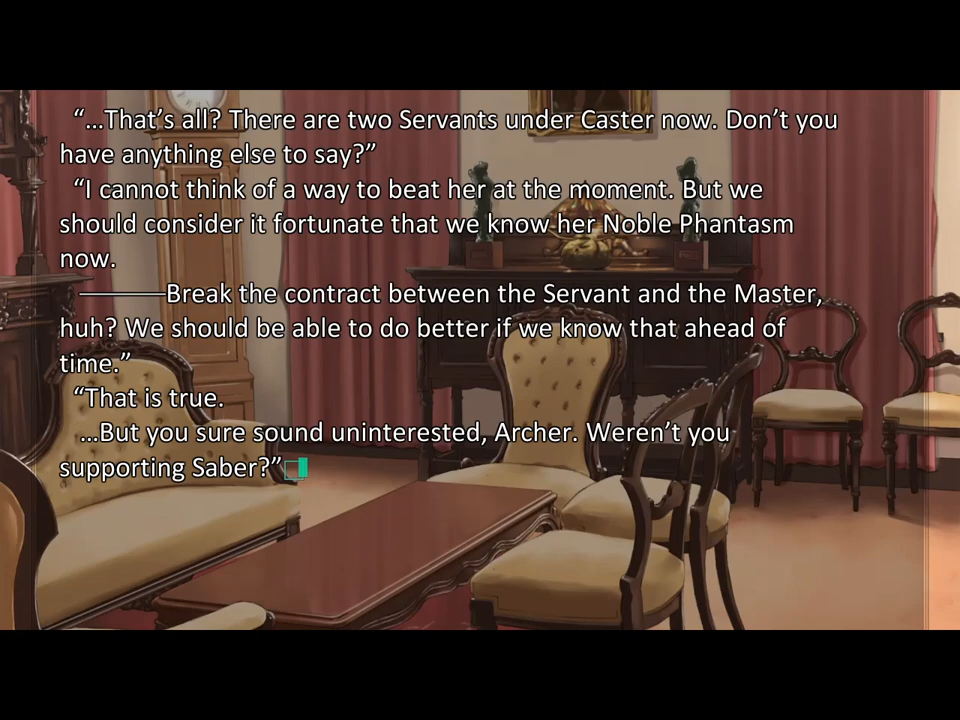 “...That’s all? There are two Servants under Caster now. Don’t you
have anything else to say?”
“I cannot think of a way to beat her at the moment. But we
should consider it fortunate that we know her Noble Phantasm
now.
―――Break the contract between the Servant and the Master,
huh? We should be able to do better if we know that ahead of
time.”
“That is true.
...But you sure sound uninterested, Archer. Weren’t you
supporting Saber?”